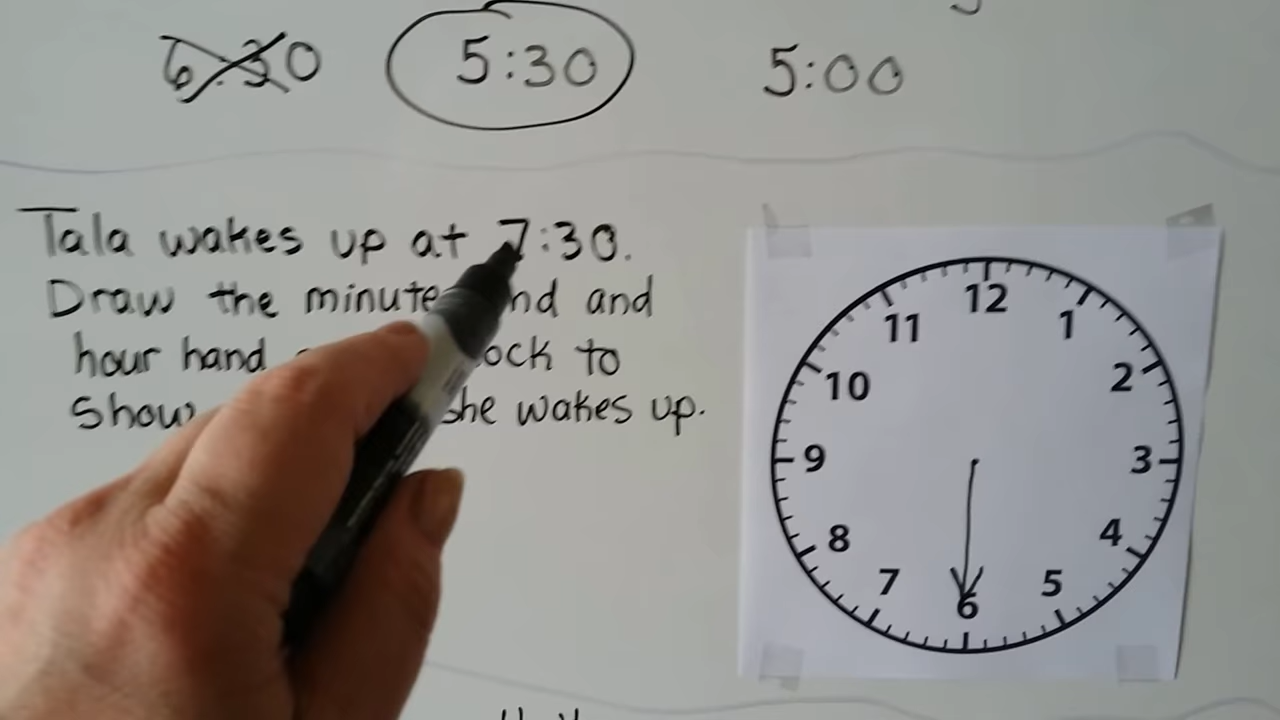 6:30 5:30 5:00
Tala wakes up at 7:30.
Draw the minute and
hour hand to
show she wakes up.
12
11 1
10 2
9 3
8 4
7 5
6